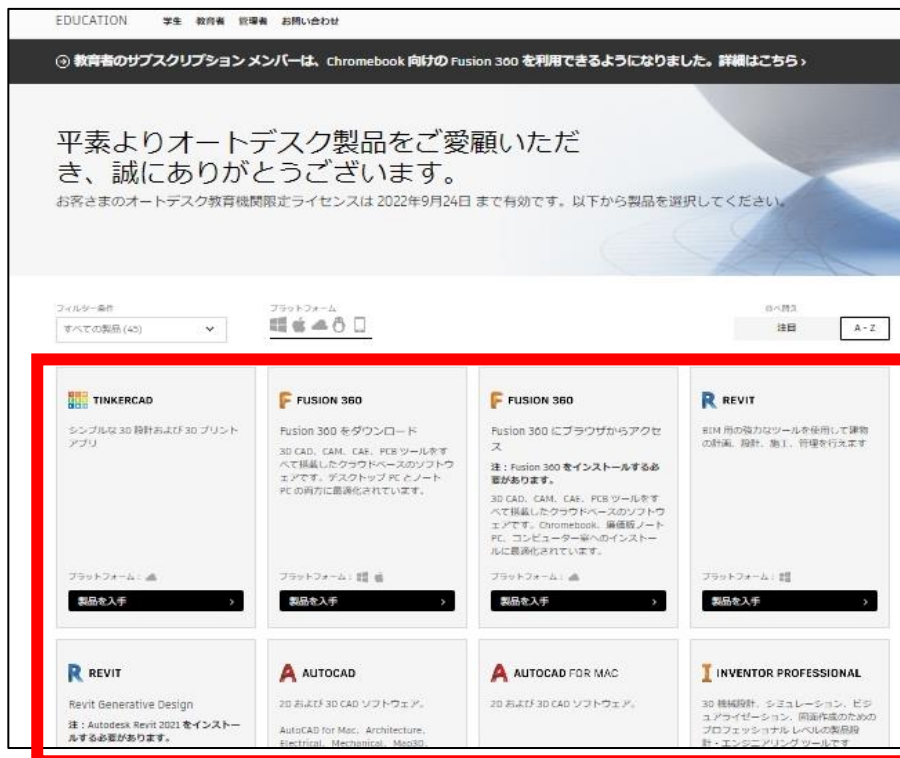 EDUCATION 学生 教育者 管理者 お問い合わせ
教育者のサブスクリプション メンバーは、Chromebook 向けの Fusion 360 を利用できるようになりました。詳細はこちら ›
平素よりオートデスク製品をご愛顧いただ
き、誠にありがとうございます。
お客さまのオートデスク教育機関限定ライセンスは 2022年9月24日 まで有効です。以下から製品を選択してください。
フィルター条件
すべての製品 (45)
プラットフォーム
並べ替え
注目 A - Z
TINKERCAD
シンプルな 3D 設計および 3D プリント
アプリ
プラットフォーム :
製品を入手
FUSION 360
Fusion 360 をダウンロード
3D CAD、CAM、CAE、PCB ツールをす
べて搭載したクラウドベースのソフトウ
ェアです。デスクトップ PC とノート
PC の両方に最適化されています。
プラットフォーム :
製品を入手
FUSION 360
Fusion 360 にブラウザからアクセ
ス
注 : Fusion 360 をインストールする必
要があります。
3D CAD、CAM、CAE、PCB ツールをす
べて搭載したクラウドベースのソフトウ
ェアです。Chromebook、廉価版ノート
PC、コンピューター室へのインストー
ルに最適化されています。
プラットフォーム :
製品を入手
REVIT
BIM 用の強力なツールを使用して建物
の計画、設計、施工、管理を行えます
プラットフォーム :
製品を入手
REVIT
Revit Generative Design
注 : Autodesk Revit 2021 をインストー
ルする必要があります。
AUTOCAD
2D および 3D CAD ソフトウェア。
AutoCAD for Mac、Architecture、
Electrical、Mechanical、Map3D、
AUTOCAD FOR MAC
2D および 3D CAD ソフトウェア。
INVENTOR PROFESSIONAL
3D 機械設計、シミュレーション、ビジ
ュアライゼーション、図面作成のための
プロフェッショナル レベルの製品設
計・エンジニアリング ツールです